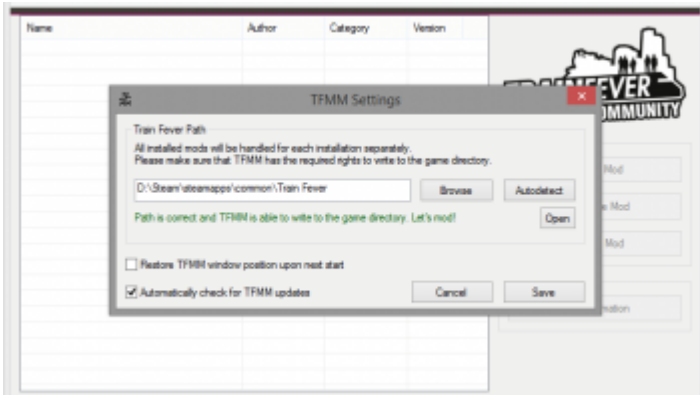 Name Author Category Version
TFMM Settings
Train Fever Path
All installed mods will be handled for each installation separately.
Please make sure that TFMM has the required rights to write to the game directory.
D:\Steam\steamapps\common\Train Fever
Browse
Autodetect
Path is correct and TFMM is able to write to the game directory. Let's mod!
Open
Restore TFMM window position upon next start
Automatically check for TFMM updates
Cancel
Save
Mod
Mod
Mod